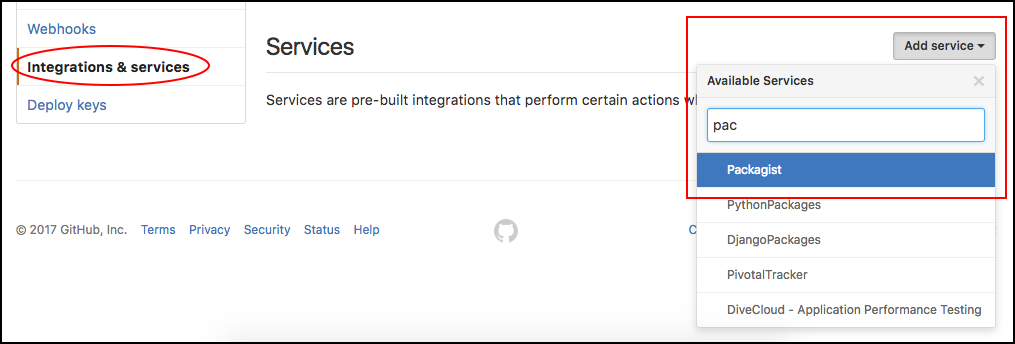 Webhooks
Integrations & services
Deploy keys
Services
Add service
Services are pre-built integrations that perform certain actions
Available Services
pac
Packagist
PythonPackages
DjangoPackages
PivotalTracker
DiveCloud - Application Performance Testing
© 2017 GitHub, Inc. Terms Privacy Security Status Help